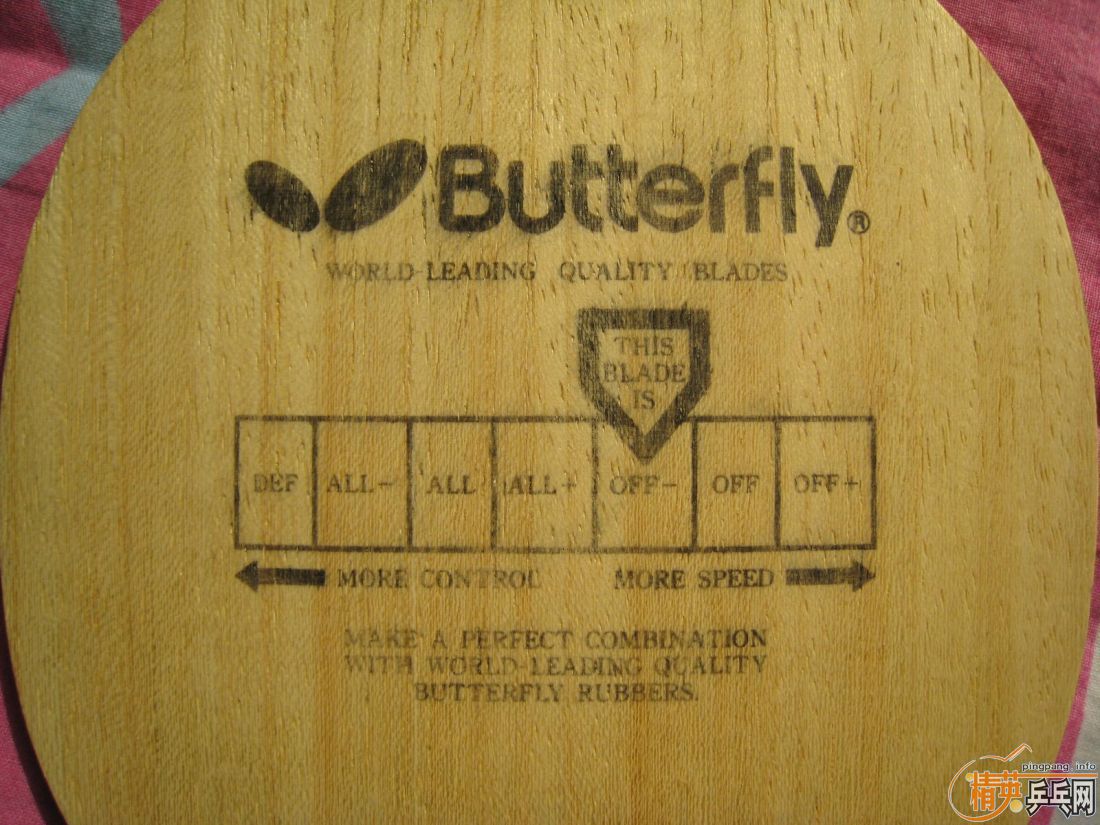 Butterfly®
WORLD-LEADING QUALITY BLADES
THIS
BLADE
IS
DEF ALL- ALL ALL+ OFF- OFF OFF+
MORE CONTROL MORE SPEED
MAKE A PERFECT COMBINATION
WITH WORLD-LEADING QUALITY
BUTTERFLY RUBBERS.
pingpang.info
精英乒乓网